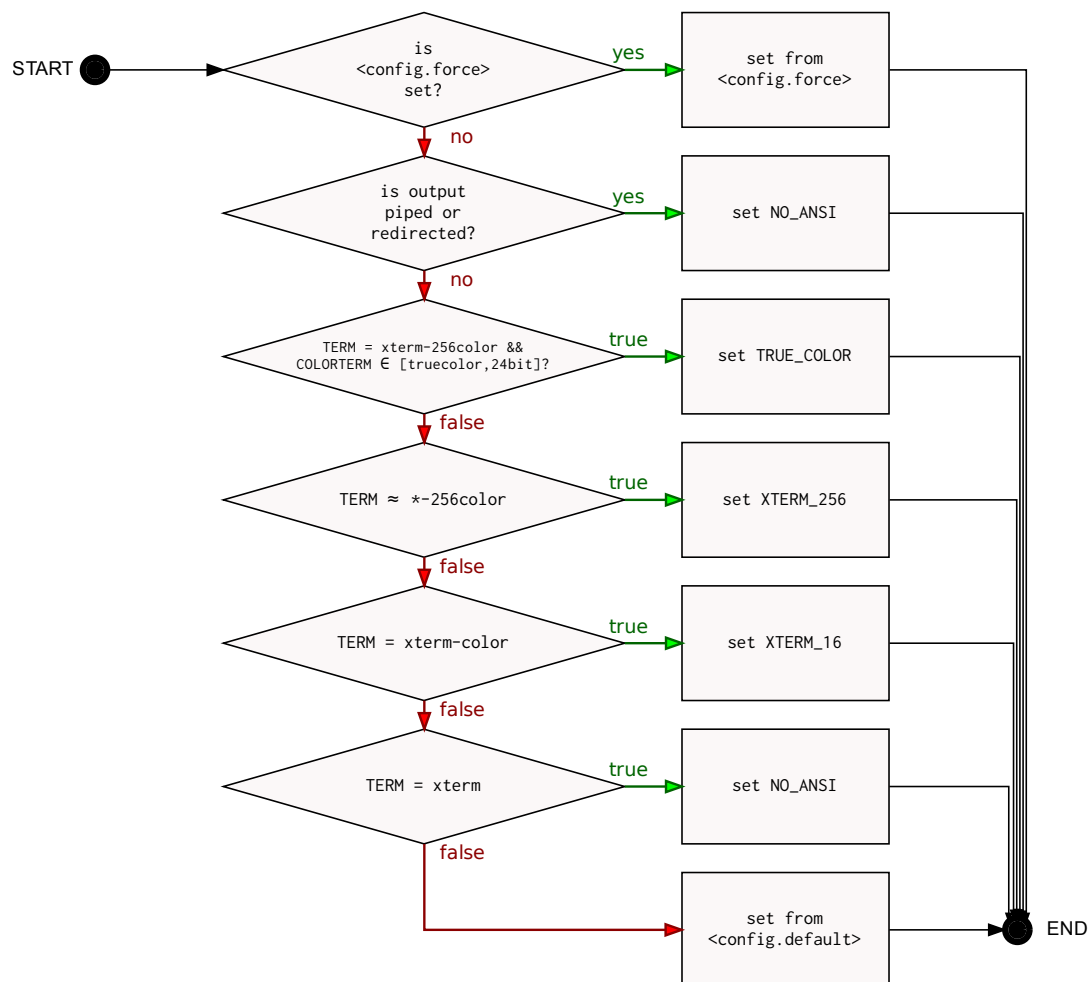 START
is
<config.force>
set?
yes
set from
<config.force>
no
is output
piped or
redirected?
yes
set NO_ANSI
no
TERM = xterm-256color &&
COLORTERM ∈ [truecolor,24bit]?
true
set TRUE_COLOR
false
TERM ≈ *-256color
true
set XTERM_256
false
TERM = xterm-color
true
set XTERM_16
false
TERM = xterm
true
set NO_ANSI
false
set from
<config.default>
END